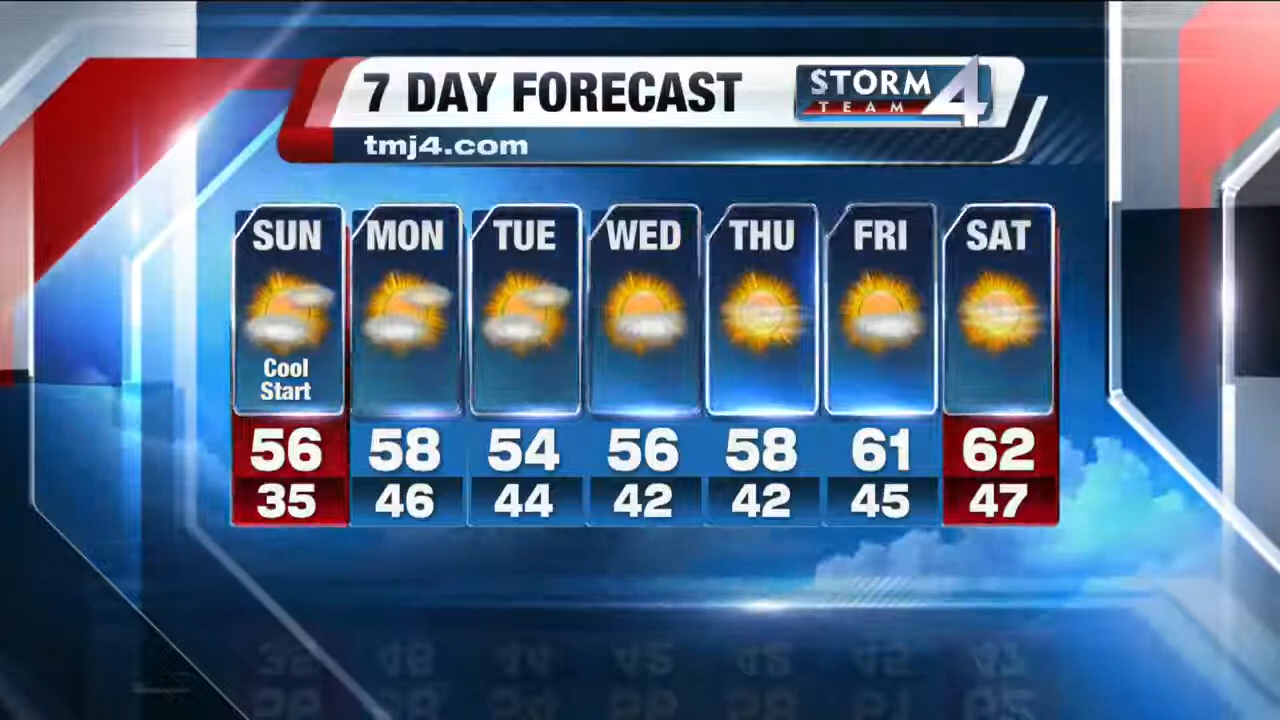 7 DAY FORECAST
STORM 4
TEAM
tmj4.com
SUN MON TUE WED THU FRI SAT
Cool
Start
56 58 54 56 58 61 62
35 46 44 42 42 45 47